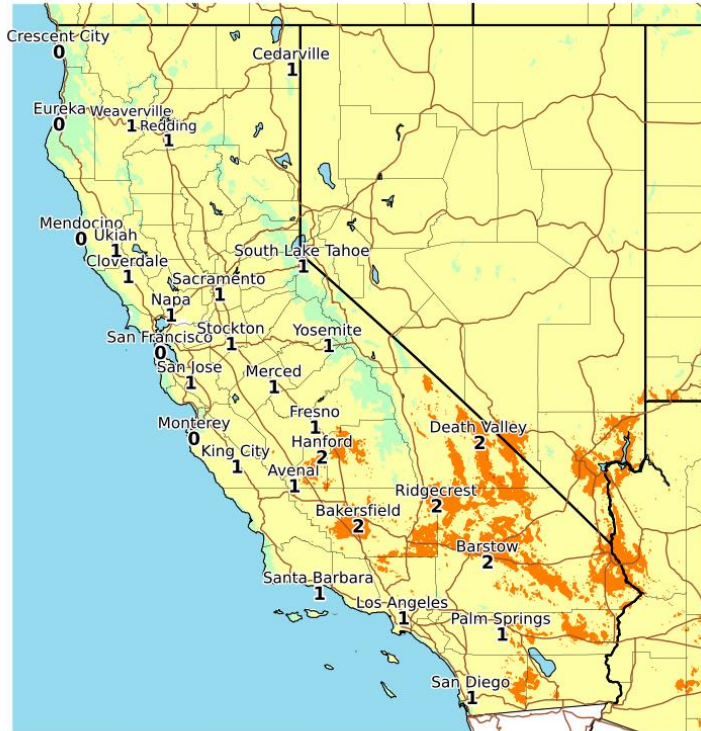 Crescent City
0
Cedarville
1
Eureka
0
Weaverville
1
Redding
1
Mendocino
0
Ukiah
1
Cloverdale
1
South Lake Tahoe
1
Sacramento
1
Napa
1
San Francisco
0
Stockton
1
Yosemite
1
San Jose
1
Merced
1
Monterey
0
Fresno
1
Death Valley
2
Hanford
2
King City
1
Avenal
1
Ridgecrest
2
Bakersfield
2
Barstow
2
Santa Barbara
1
Los Angeles
1
Palm Springs
1
San Diego
1